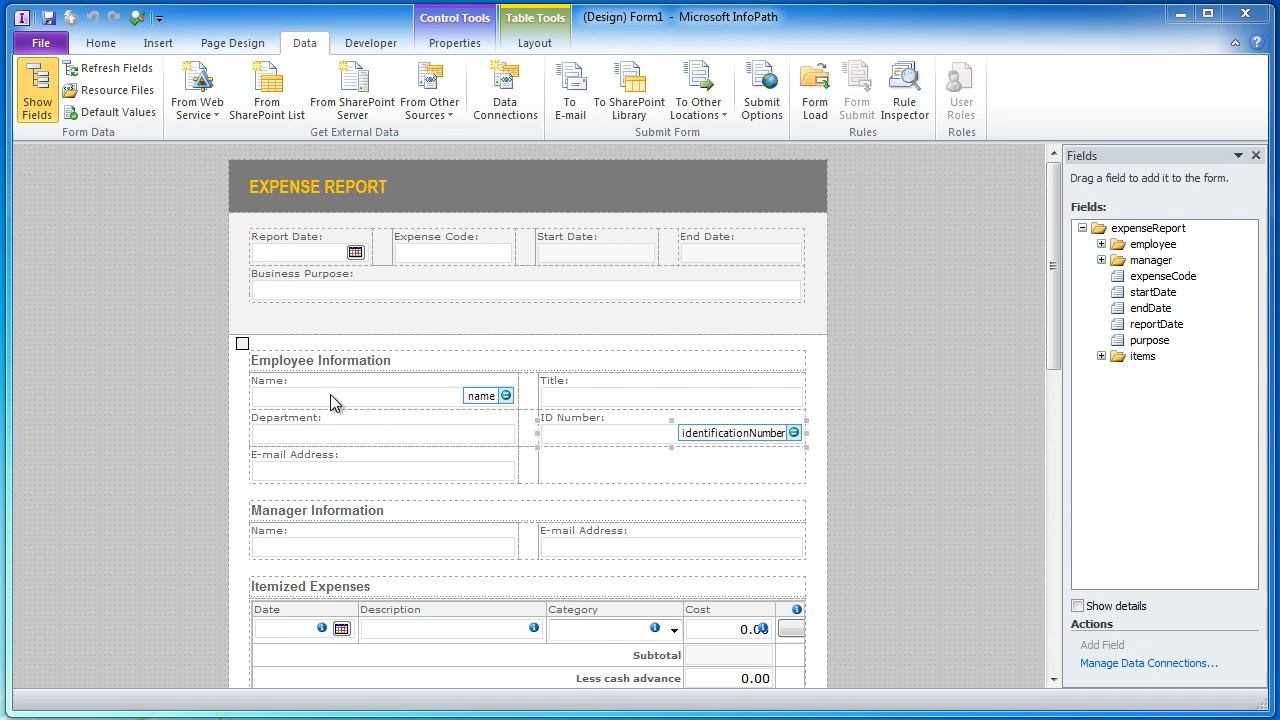 Control Tools
Table Tools
(Design) Form1 - Microsoft InfoPath
File
Home
Insert
Page Design
Data
Developer
Properties
Layout
Show Fields
Refresh Fields
Resource Files
Default Values
From Web Service
From SharePoint List
From SharePoint Server
From Other Sources
Data Connections
To E-mail
To SharePoint Library
To Other Locations
Submit Options
Form Load
Form Submit
Rule Inspector
User Roles
Form Data
Get External Data
Submit Form
Rules
Roles
EXPENSE REPORT
Report Date:
Expense Code:
Start Date:
End Date:
Business Purpose:
Employee Information
Name:
name
Title:
Department:
ID Number:
identificationNumber
E-mail Address:
Manager Information
Name:
E-mail Address:
Itemized Expenses
Date
Description
Category
Cost
0.0
Subtotal
Less cash advance
0.00
Fields
Drag a field to add it to the form.
Fields:
expenseReport
employee
manager
expenseCode
startDate
endDate
reportDate
purpose
items
Show details
Actions
Add Field
Manage Data Connections...